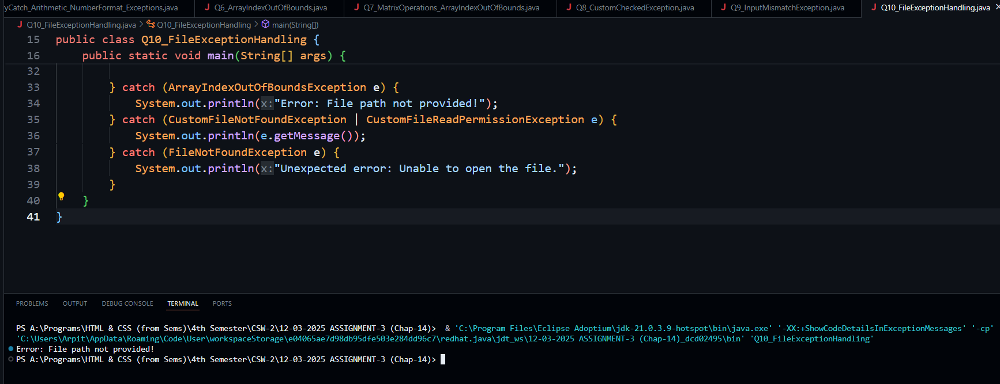 yCatch_Arithmetic_NumberFormat_Exceptions.java J Q6_ArrayIndexOutOfBounds.java J Q7_MatrixOperations_ArrayIndexOutOfBounds.java J Q8_CustomCheckedException.java J Q9_InputMismatchException.java J Q10_FileExceptionHandling.java
J Q10_FileExceptionHandling.java > Q10_FileExceptionHandling > main(String[])
15 public class Q10_FileExceptionHandling {
16 public static void main(String[] args) {
32
33 } catch (ArrayIndexOutOfBoundsException e) {
34 System.out.println(x:"Error: File path not provided!");
35 } catch (CustomFileNotFoundException | CustomFileReadPermissionException e) {
36 System.out.println(e.getMessage());
37 } catch (FileNotFoundException e) {
38 System.out.println(x:"Unexpected error: Unable to open the file.");
39 }
40 }
41 }
PROBLEMS OUTPUT DEBUG CONSOLE TERMINAL PORTS
PS A:\Programs\HTML & CSS (from Sems)\4th Semester\CSW-2\12-03-2025 ASSIGNMENT-3 (Chap-14)> & 'C:\Program Files\Eclipse Adoptium\jdk-21.0.3.9-hotspot\bin\java.exe' '-XX:+ShowCodeDetailsInExceptionMessages' '-cp'
'C:\Users\Arpit\AppData\Roaming\Code\User\workspaceStorage\e04065ae7d98db95dfe503e284dd96c7\redhat.java\jdt_ws\12-03-2025 ASSIGNMENT-3 (Chap-14)_dcd02495\bin' 'Q10_FileExceptionHandling'
Error: File path not provided!
PS A:\Programs\HTML & CSS (from Sems)\4th Semester\CSW-2\12-03-2025 ASSIGNMENT-3 (Chap-14)>